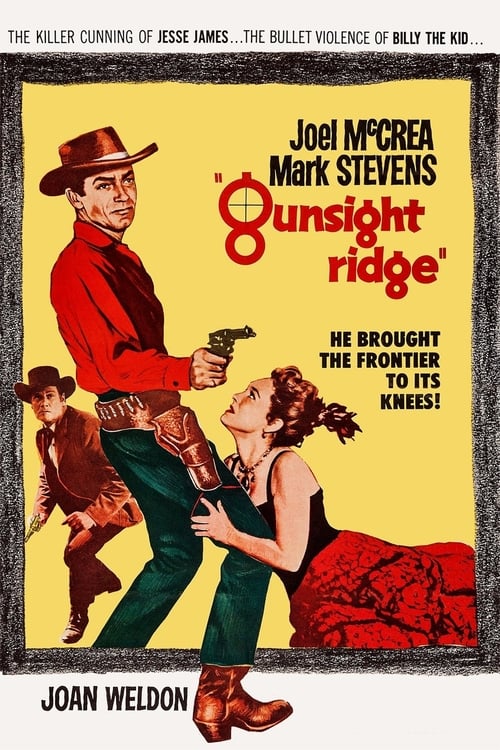 THE KILLER CUNNING OF JESSE JAMES...THE BULLET VIOLENCE OF BILLY THE KID...
Joel McCREA
Mark STEVENS
"Gunsight
ridge"
HE BROUGHT
THE FRONTIER
TO ITS
KNEES!
JOAN WELDON